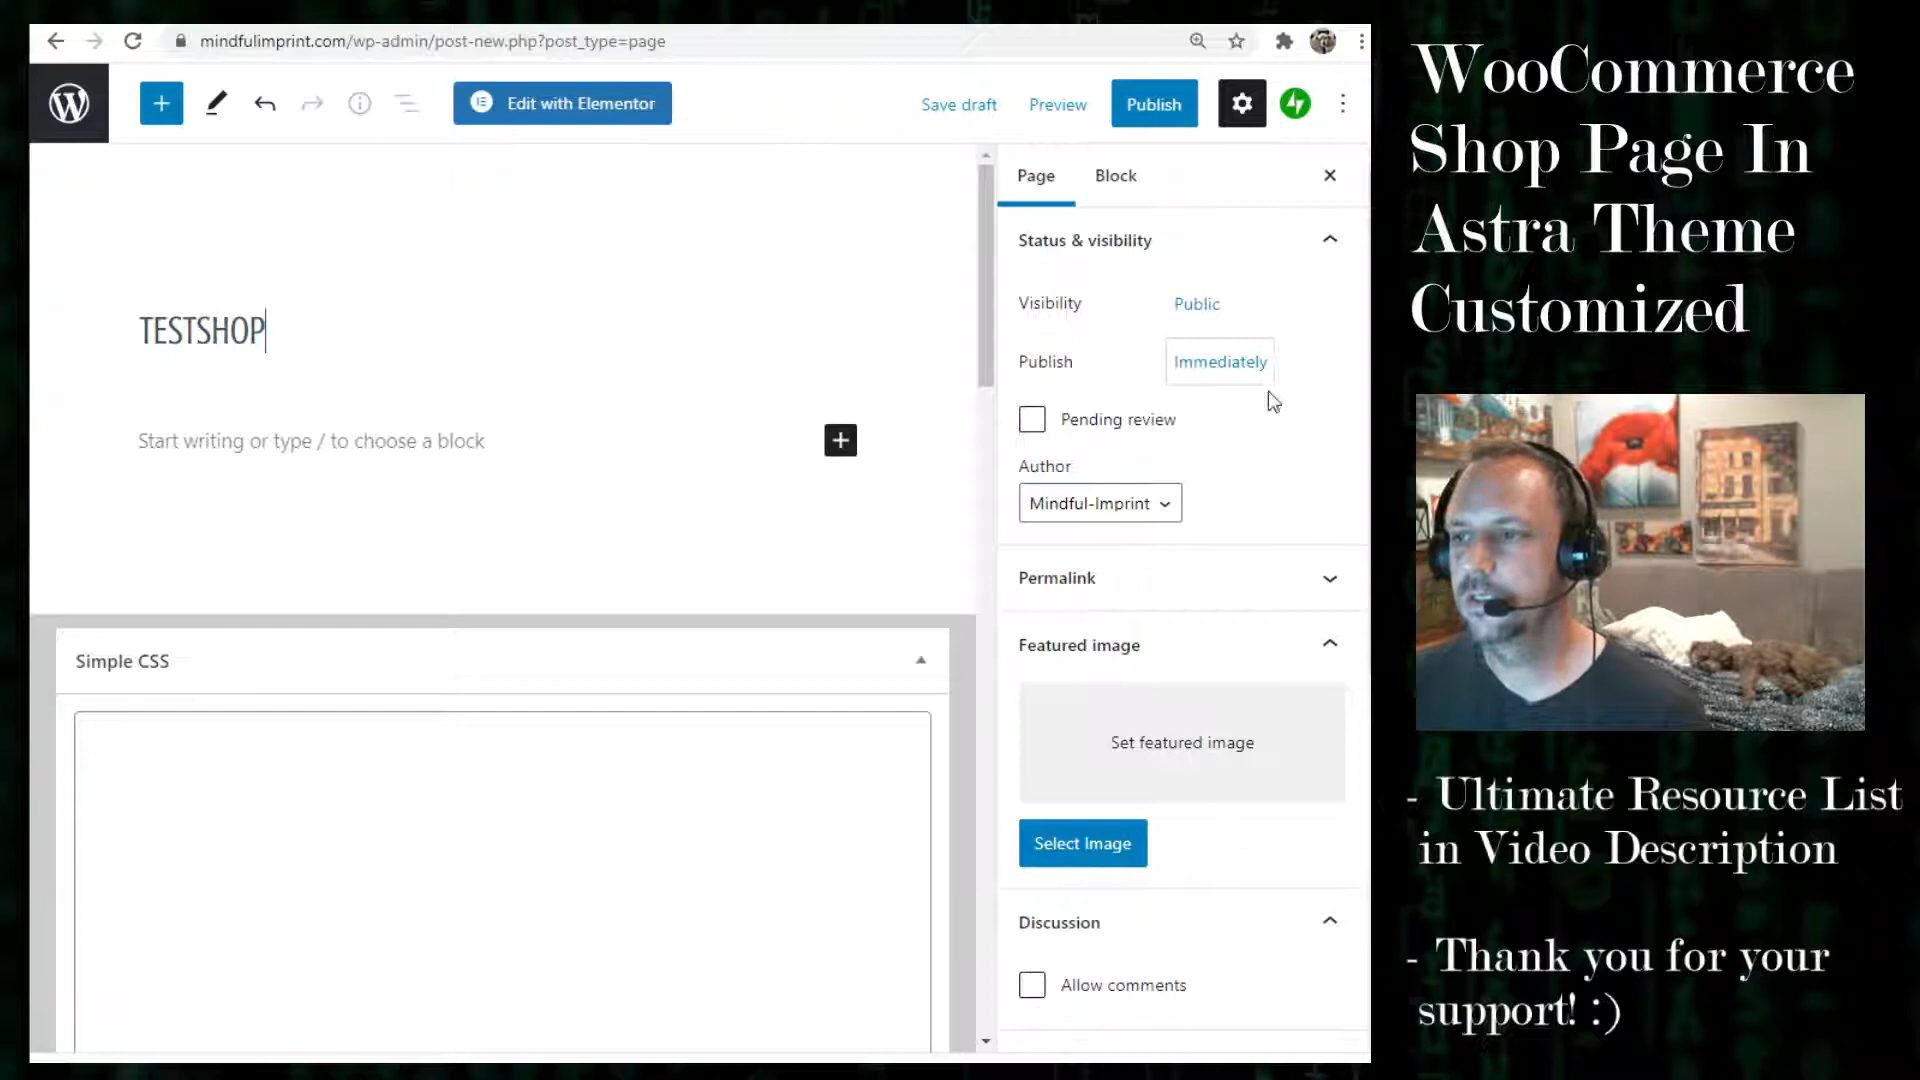 mindfulimprint.com/wp-admin/post-new.php?post_type=page
Edit with Elementor
Save draft
Preview
Publish
Page
Block
Status & visibility
Visibility
Public
TESTSHOP
Publish
Immediately
Pending review
Start writing or type / to choose a block
Author
Mindful-Imprint
Permalink
Simple CSS
Featured image
Set featured image
Select Image
Discussion
Allow comments
WooCommerce
Shop Page In
Astra Theme
Customized
- Ultimate Resource List
in Video Description
- Thank you for your
support! :)